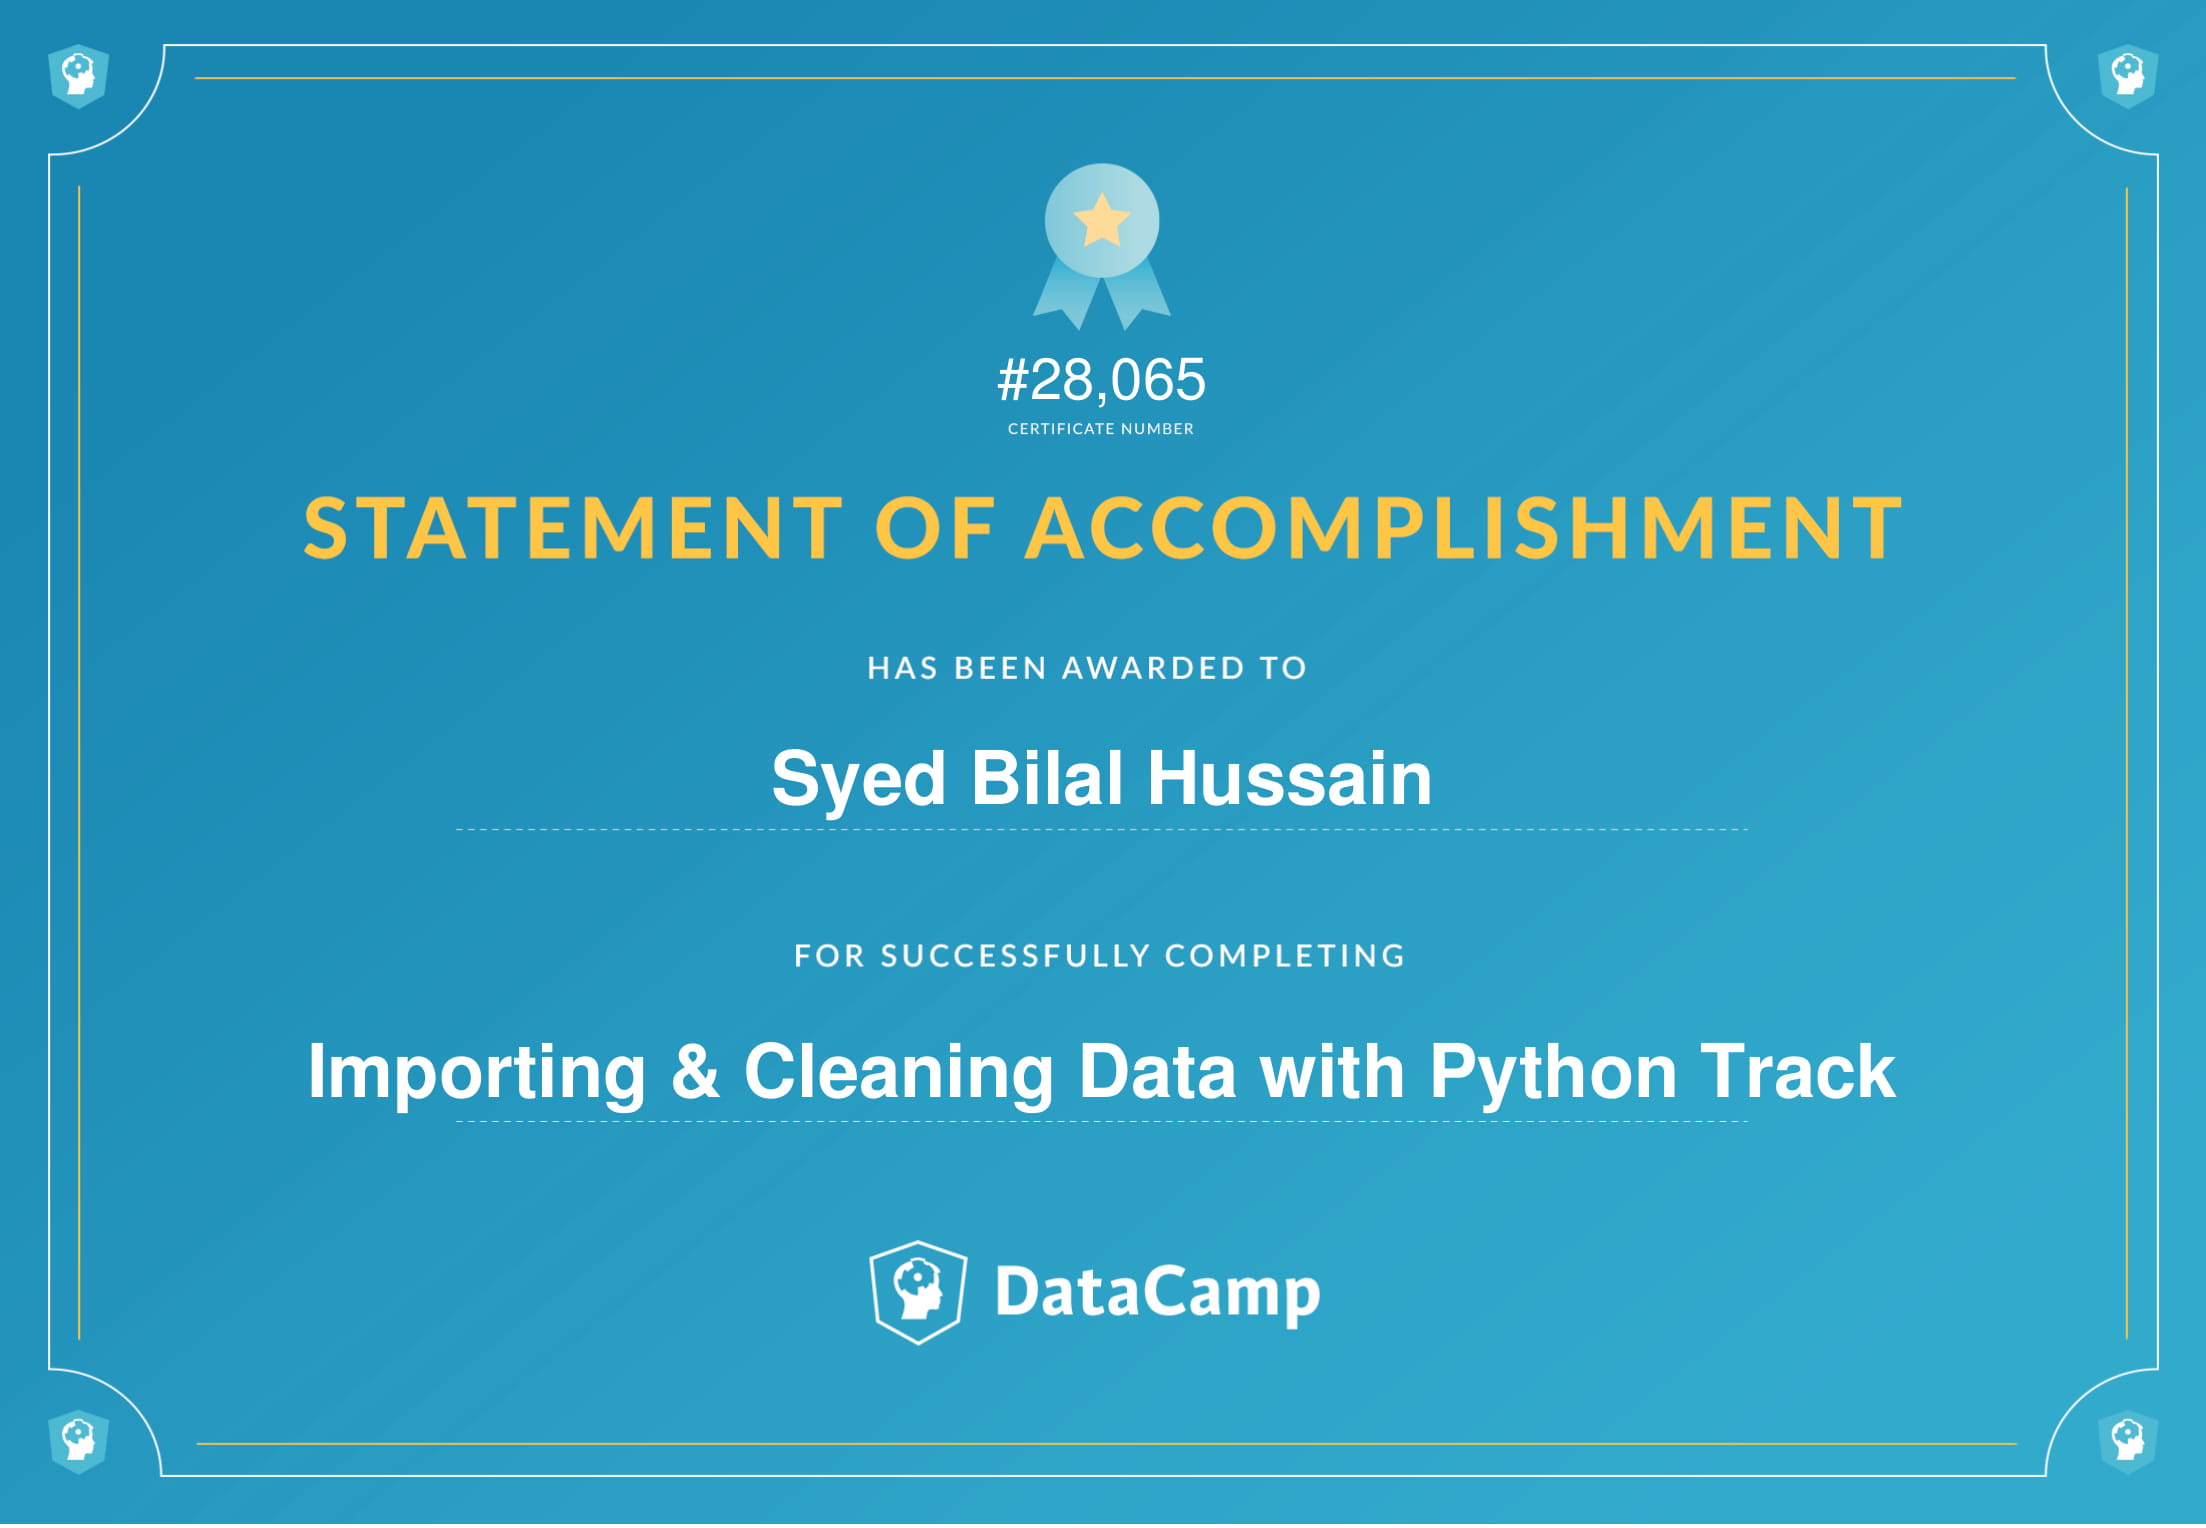 #28,065
CERTIFICATE NUMBER
STATEMENT OF ACCOMPLISHMENT
HAS BEEN AWARDED TO
Syed Bilal Hussain
FOR SUCCESSFULLY COMPLETING
Importing & Cleaning Data with Python Track
DataCamp